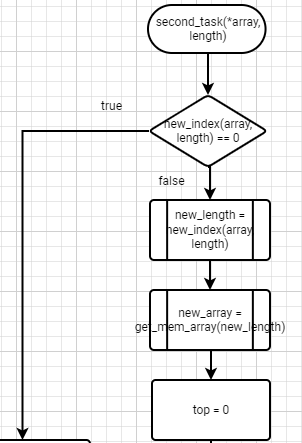 second_task(*array,
length)
true
new_index(array,
length) == 0
false
new_length =
new_index(array,
length)
new_array =
get_mem_array(new_length)
top = 0